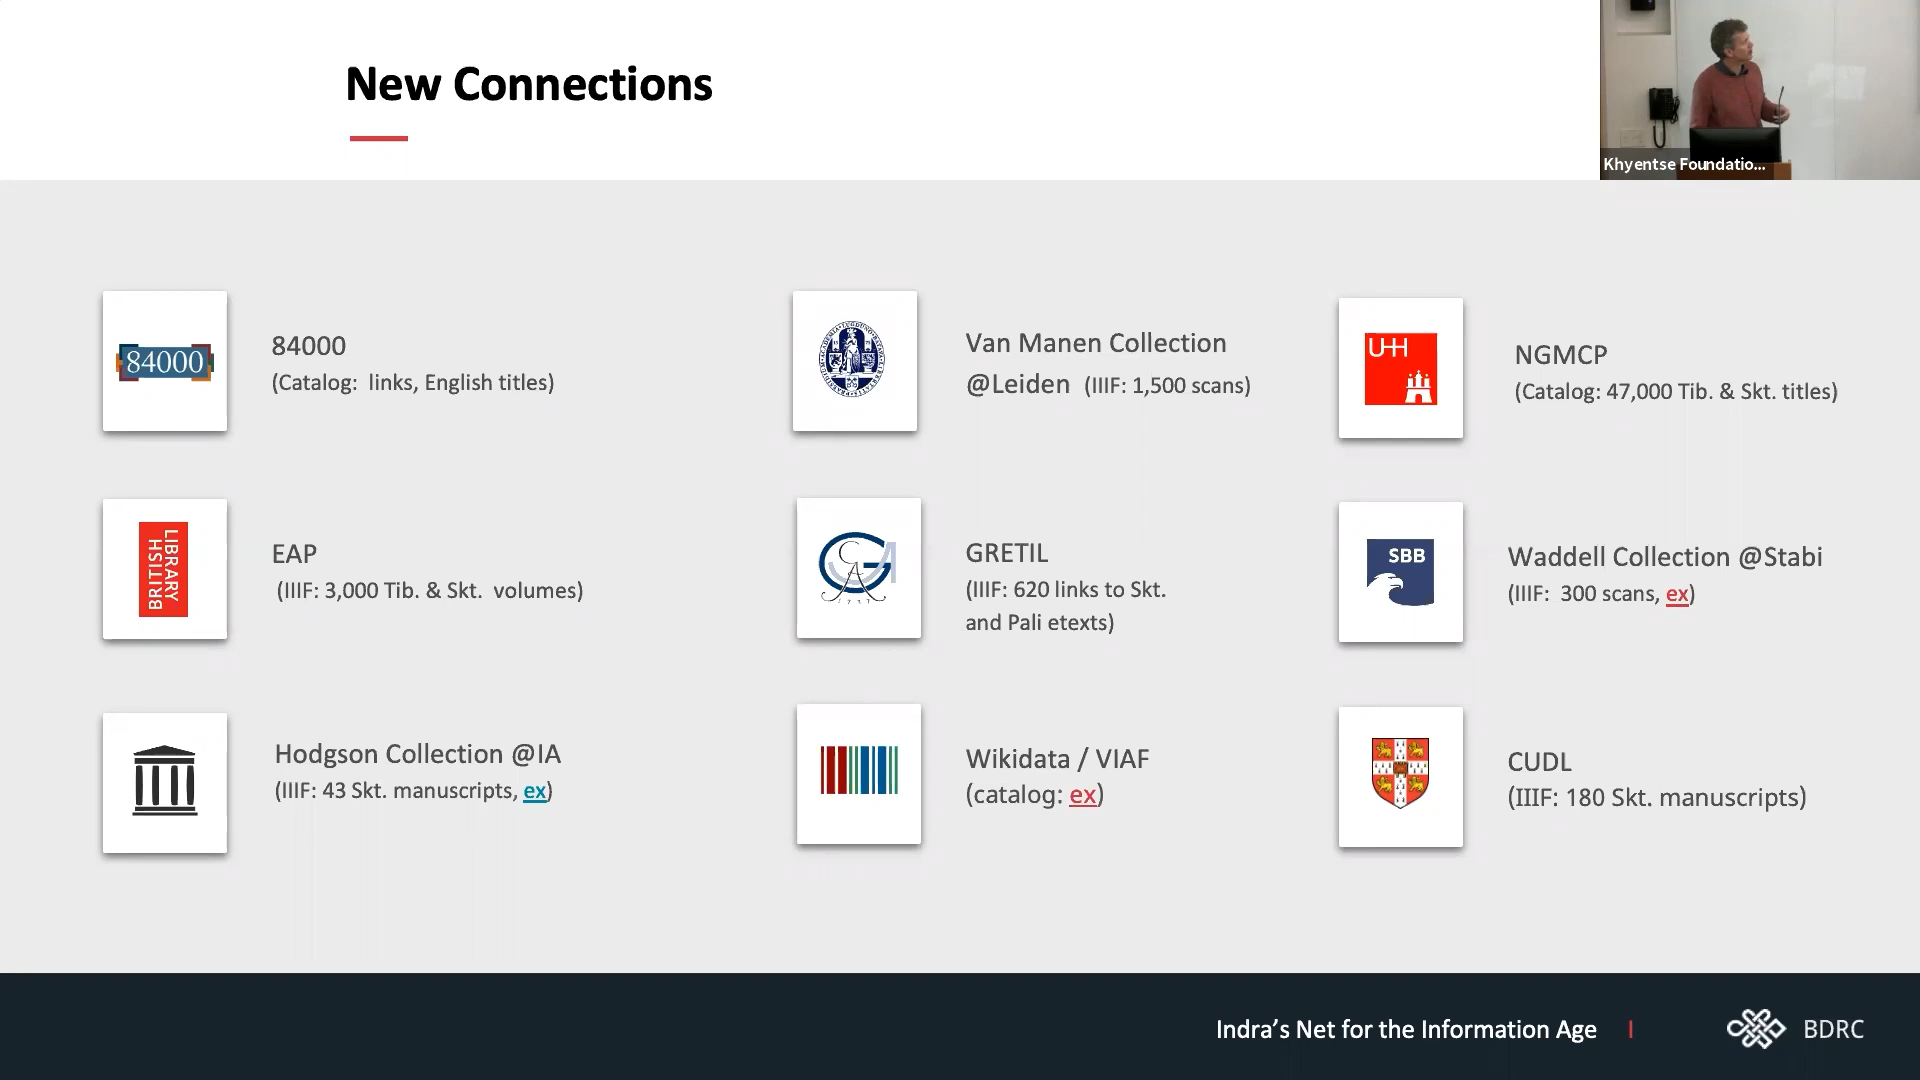 New Connections
Khyentse Foundatio...
84000
84000
(Catalog: links, English titles)
Van Manen Collection
@Leiden (IIIF: 1,500 scans)
UHH
NGMCP
(Catalog: 47,000 Tib. & Skt. titles)
BRITISH
LIBRARY
EAP
(IIIF: 3,000 Tib. & Skt. volumes)
GRETIL
(IIIF: 620 links to Skt.
and Pali etexts)
SBB
Waddell Collection @Stabi
(IIIF: 300 scans, ex)
Hodgson Collection @IA
(IIIF: 43 Skt. manuscripts, ex)
Wikidata / VIAF
(catalog: ex)
CUDL
(IIIF: 180 Skt. manuscripts)
Indra’s Net for the Information Age
BDRC